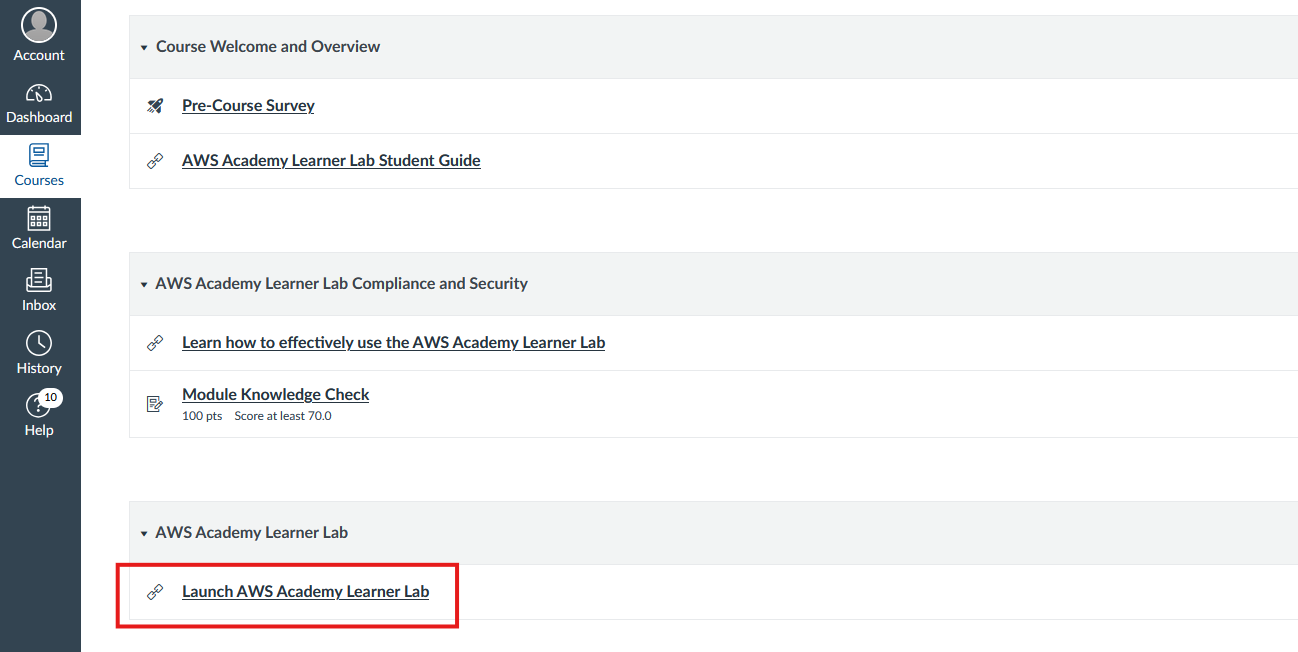 Account
Dashboard
Courses
Calendar
Inbox
History
10
Help
Course Welcome and Overview
Pre-Course Survey
AWS Academy Learner Lab Student Guide
AWS Academy Learner Lab Compliance and Security
Learn how to effectively use the AWS Academy Learner Lab
Module Knowledge Check
100 pts Score at least 70.0
AWS Academy Learner Lab
Launch AWS Academy Learner Lab